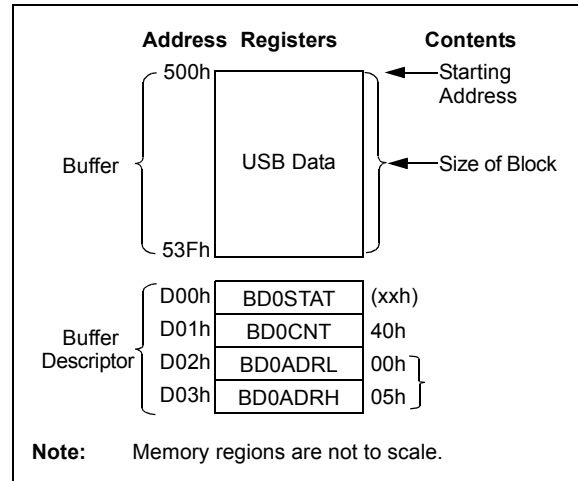 Address Registers Contents
500h
Starting
Address
Buffer
USB Data
Size of Block
53Fh
Buffer
Descriptor
D00h BD0STAT (xxh)
D01h BD0CNT 40h
D02h BD0ADRL 00h
D03h BD0ADRH 05h
Note: Memory regions are not to scale.